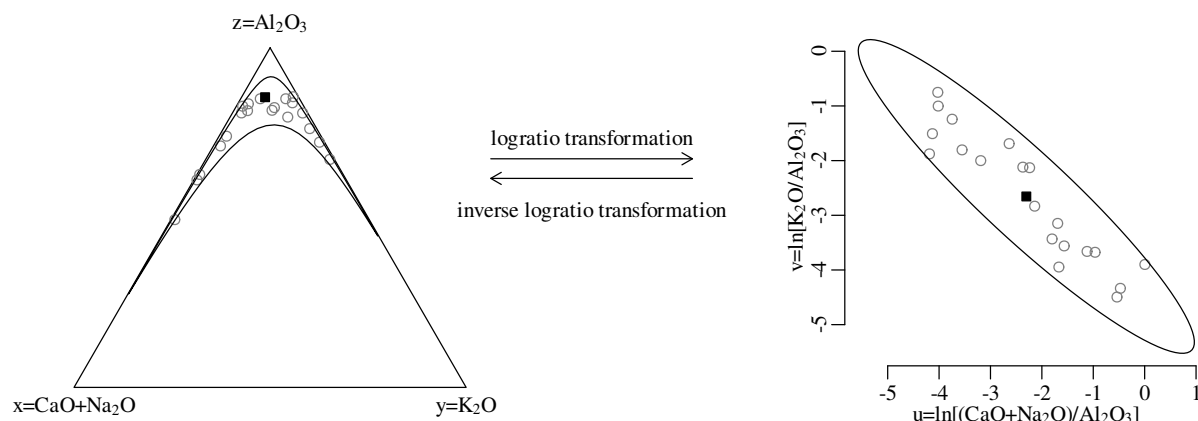 z=Al₂O₃
x=CaO+Na₂O
y=K₂O
logratio transformation
inverse logratio transformation
v=ln[K₂O/Al₂O₃]
0
-1
-2
-3
-4
-5
-5 -4 -3 -2 -1 0 1
u=ln[(CaO+Na₂O)/Al₂O₃]